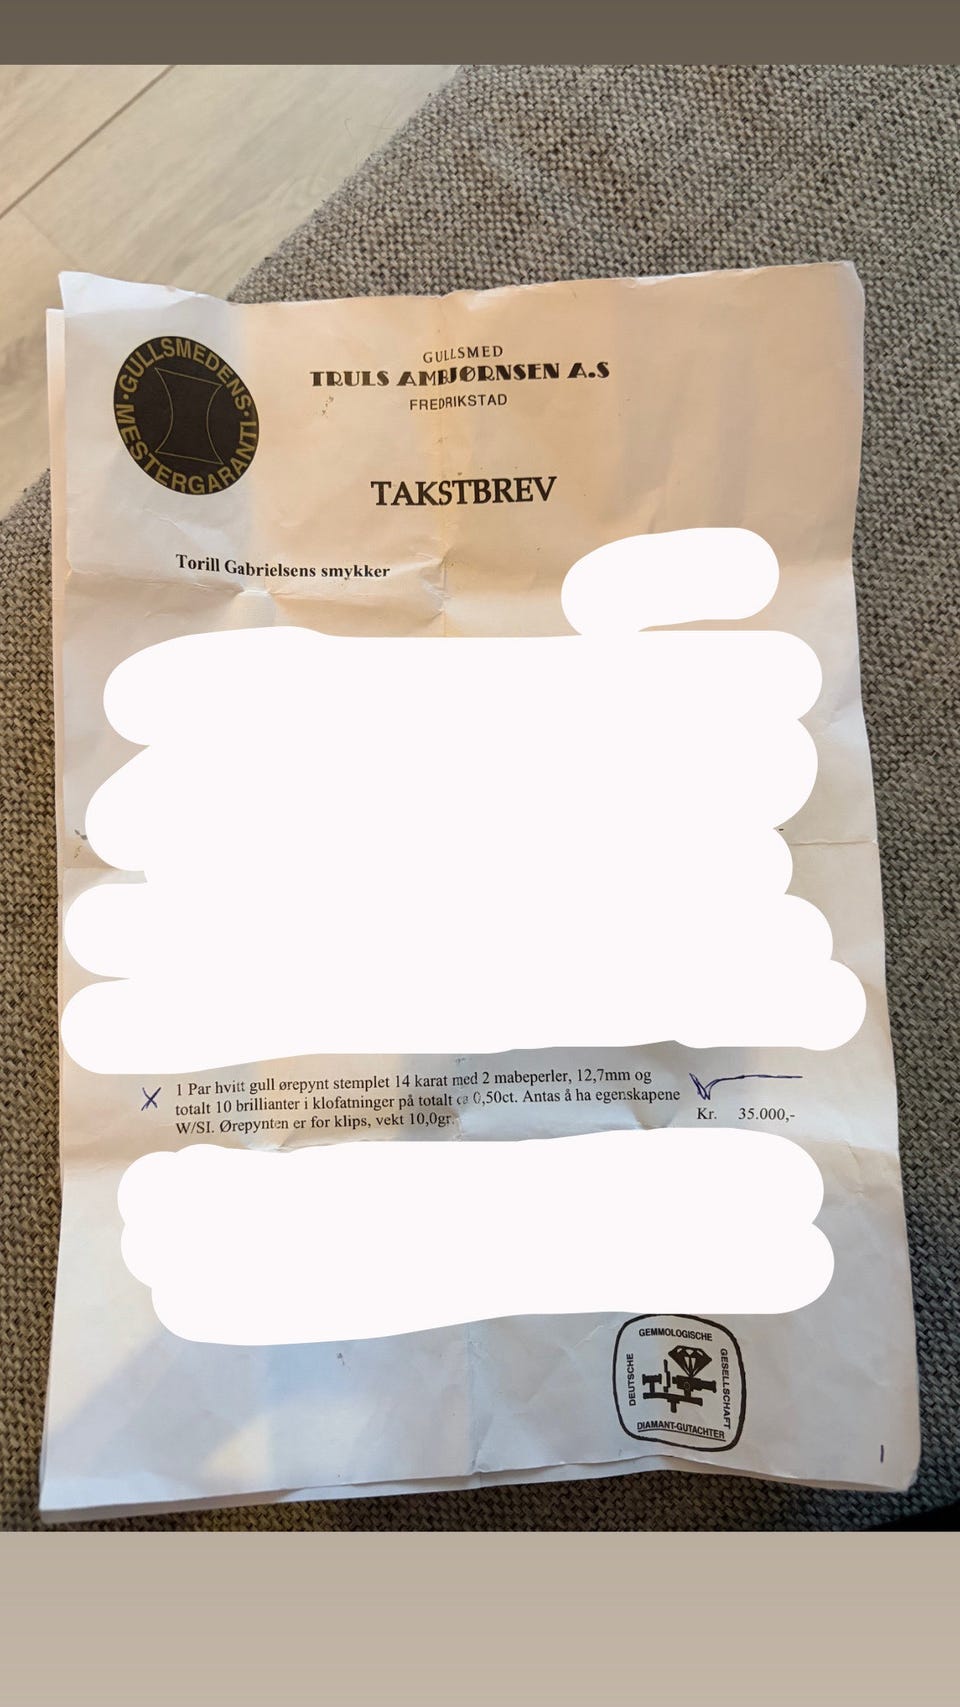 GULLSMEDENS · MESTERGARANTI ·
GULLSMED
TRULS AMBJØRNSEN A.S
FREDRIKSTAD
TAKSTBREV
Torill Gabrielsens smykker
X 1 Par hvitt gull ørepynt stemplet 14 karat med 2 mabeperler, 12,7mm og
totalt 10 brillianter i klofatninger på totalt ca 0,50ct. Antas å ha egenskapene
W/SI. Ørepynten er for klips, vekt 10,0gr. Kr. 35.000,-
DEUTSCHE GEMMOLOGISCHE GESELLSCHAFT
DIAMANT-GUTACHTER